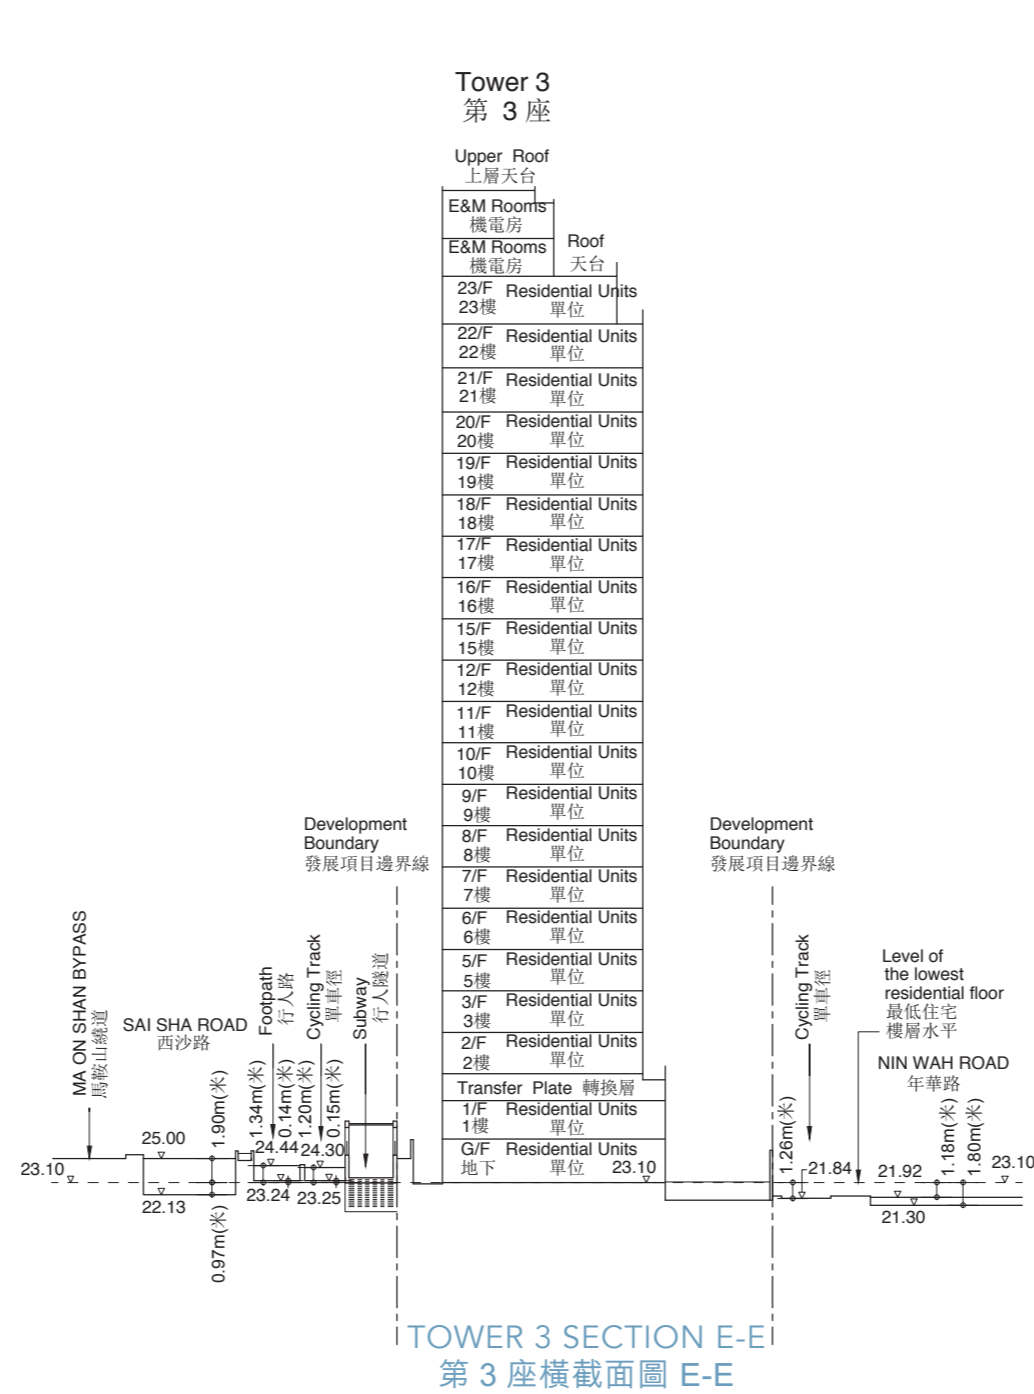 Tower 3
第 3 座
Upper Roof
上層天台
E&M Rooms
機電房
E&M Rooms
機電房
Roof
天台
23/F Residential Units
23樓 單位
22/F Residential Units
22樓 單位
21/F Residential Units
21樓 單位
20/F Residential Units
20樓 單位
19/F Residential Units
19樓 單位
18/F Residential Units
18樓 單位
17/F Residential Units
17樓 單位
16/F Residential Units
16樓 單位
15/F Residential Units
15樓 單位
12/F Residential Units
12樓 單位
11/F Residential Units
11樓 單位
10/F Residential Units
10樓 單位
9/F Residential Units
9樓 單位
8/F Residential Units
8樓 單位
7/F Residential Units
7樓 單位
6/F Residential Units
6樓 單位
5/F Residential Units
5樓 單位
3/F Residential Units
3樓 單位
2/F Residential Units
2樓 單位
Transfer Plate 轉換層
1/F Residential Units
1樓 單位
G/F Residential Units
地下 單位
23.10
Development
Boundary
發展項目邊界線
MA ON SHAN BYPASS
馬鞍山繞道
SAI SHA ROAD
西沙路
Footpath
行人路
Cycling Track
單車徑
Subway
行人隧道
1.90m(米)
1.34m(米)
0.14m(米)
1.20m(米)
0.15m(米)
25.00
24.44
24.30
23.10
22.13
23.24
23.25
0.97m(米)
Development
Boundary
發展項目邊界線
Cycling Track
單車徑
Level of
the lowest
residential floor
最低住宅
樓層水平
NIN WAH ROAD
年華路
1.26m(米)
1.18m(米)
1.80m(米)
21.84
21.92
23.10
21.30
TOWER 3 SECTION E-E
第 3 座橫截面圖 E-E